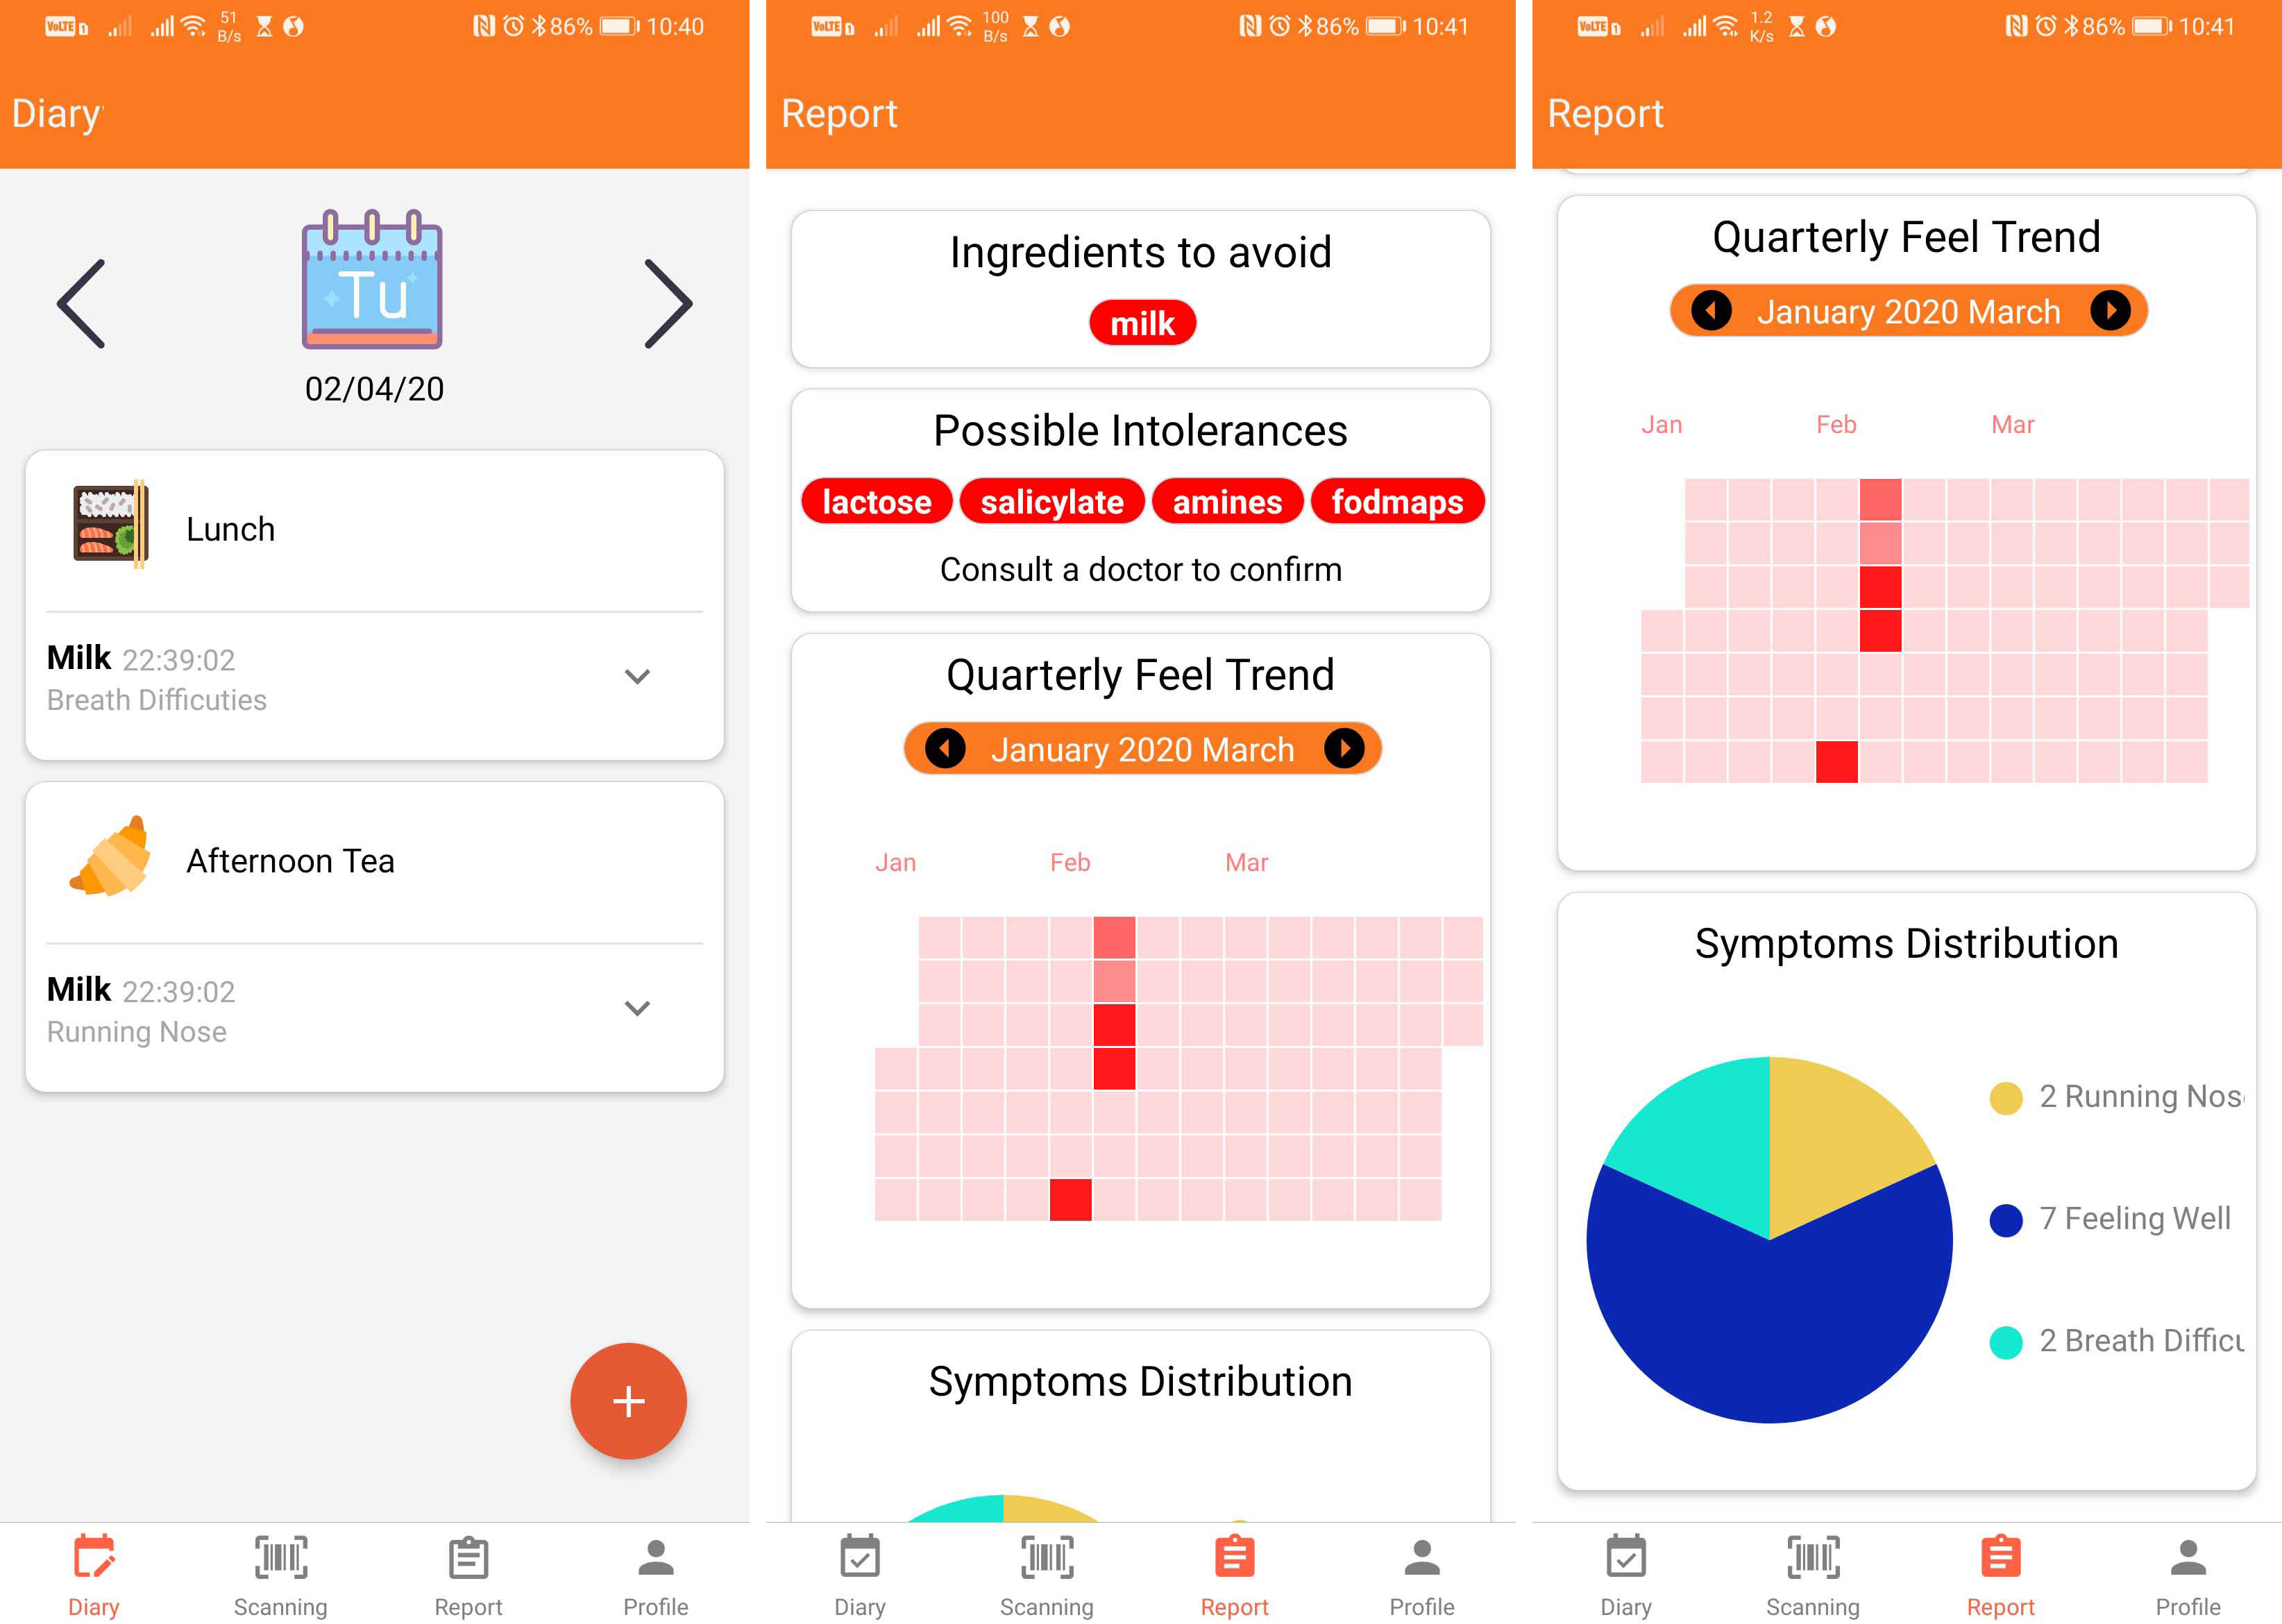 VoLTE 51 B/s 86% 10:40
Diary
Tu
02/04/20
Lunch
Milk 22:39:02
Breath Difficuties
Afternoon Tea
Milk 22:39:02
Running Nose
+
Diary Scanning Report Profile
VoLTE 100 B/s 86% 10:41
Report
Ingredients to avoid
milk
Possible Intolerances
lactose salicylate amines fodmaps
Consult a doctor to confirm
Quarterly Feel Trend
January 2020 March
Jan Feb Mar
Symptoms Distribution
Diary Scanning Report Profile
VoLTE 1.2 K/s 86% 10:41
Report
Quarterly Feel Trend
January 2020 March
Jan Feb Mar
Symptoms Distribution
2 Running Nos
7 Feeling Well
2 Breath Difficu
Diary Scanning Report Profile